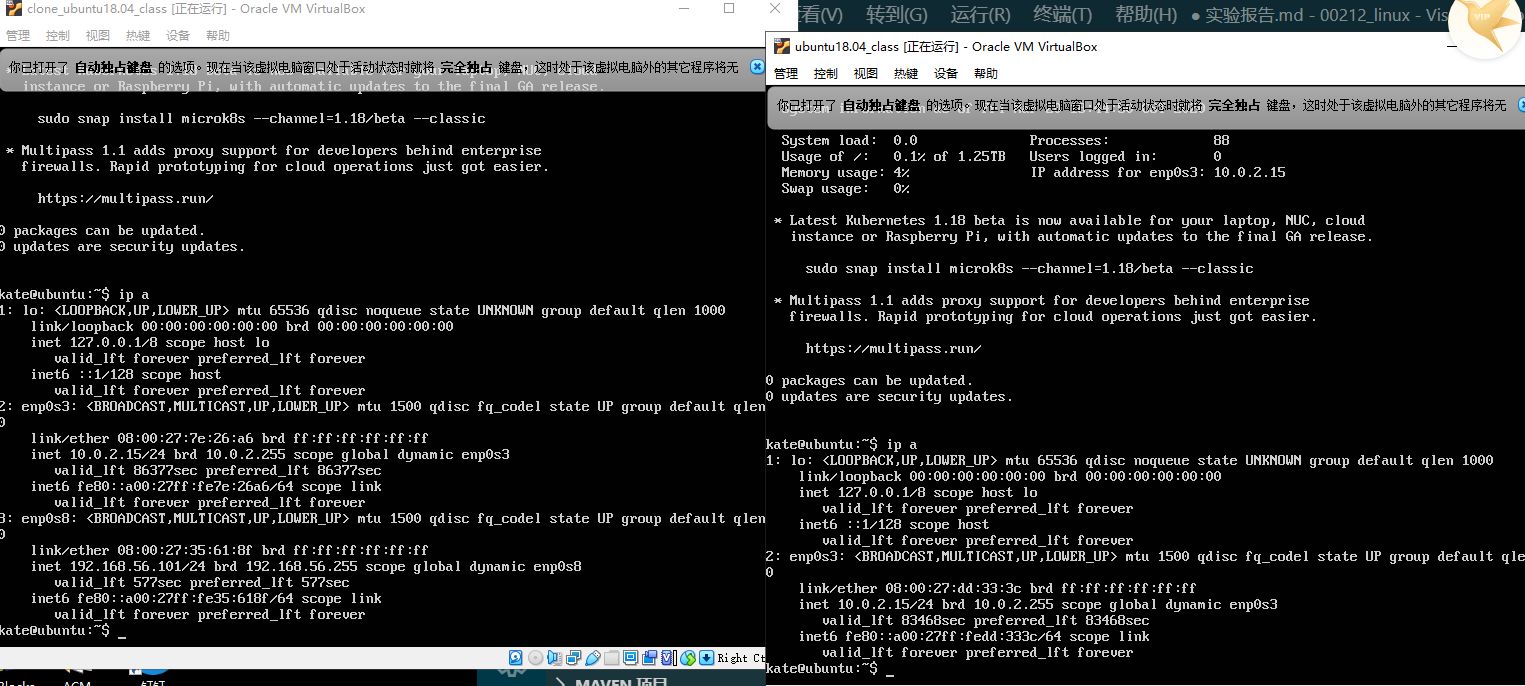 clone_ubuntu18.04_class [正在运行] - Oracle VM VirtualBox
管理 控制 视图 热键 设备 帮助
你已打开了 自动独占键盘 的选项。现在当该虚拟电脑窗口处于活动状态时就将 完全独占 键盘，这时处于该虚拟电脑外的其它程序将无
instance or Raspberry Pi, with automatic updates to the final GA release.
sudo snap install microk8s --channel=1.18/beta --classic
* Multipass 1.1 adds proxy support for developers behind enterprise
firewalls. Rapid prototyping for cloud operations just got easier.
https://multipass.run/
0 packages can be updated.
0 updates are security updates.
kate@ubuntu:~$ ip a
1: lo: <LOOPBACK,UP,LOWER_UP> mtu 65536 qdisc noqueue state UNKNOWN group default qlen 1000
link/loopback 00:00:00:00:00:00 brd 00:00:00:00:00:00
inet 127.0.0.1/8 scope host lo
valid_lft forever preferred_lft forever
inet6 ::1/128 scope host
valid_lft forever preferred_lft forever
2: enp0s3: <BROADCAST,MULTICAST,UP,LOWER_UP> mtu 1500 qdisc fq_codel state UP group default qlen
0
link/ether 08:00:27:7e:26:a6 brd ff:ff:ff:ff:ff:ff
inet 10.0.2.15/24 brd 10.0.2.255 scope global dynamic enp0s3
valid_lft 86377sec preferred_lft 86377sec
inet6 fe80::a00:27ff:fe7e:26a6/64 scope link
valid_lft forever preferred_lft forever
3: enp0s8: <BROADCAST,MULTICAST,UP,LOWER_UP> mtu 1500 qdisc fq_codel state UP group default qlen
0
link/ether 08:00:27:35:61:8f brd ff:ff:ff:ff:ff:ff
inet 192.168.56.101/24 brd 192.168.56.255 scope global dynamic enp0s8
valid_lft 577sec preferred_lft 577sec
inet6 fe80::a00:27ff:fe35:618f/64 scope link
valid_lft forever preferred_lft forever
kate@ubuntu:~$ _
Right Ct
ACM
MAVEN 项目
查看(V) 转到(G) 运行(R) 终端(T) 帮助(H) ● 实验报告.md - 00212_linux - Vis
VIP
ubuntu18.04_class [正在运行] - Oracle VM VirtualBox
管理 控制 视图 热键 设备 帮助
你已打开了 自动独占键盘 的选项。现在当该虚拟电脑窗口处于活动状态时就将 完全独占 键盘，这时处于该虚拟电脑外的其它程序将无
System load: 0.0 Processes: 88
Usage of /: 0.1% of 1.25TB Users logged in: 0
Memory usage: 4% IP address for enp0s3: 10.0.2.15
Swap usage: 0%
* Latest Kubernetes 1.18 beta is now available for your laptop, NUC, cloud
instance or Raspberry Pi, with automatic updates to the final GA release.
sudo snap install microk8s --channel=1.18/beta --classic
* Multipass 1.1 adds proxy support for developers behind enterprise
firewalls. Rapid prototyping for cloud operations just got easier.
https://multipass.run/
0 packages can be updated.
0 updates are security updates.
kate@ubuntu:~$ ip a
1: lo: <LOOPBACK,UP,LOWER_UP> mtu 65536 qdisc noqueue state UNKNOWN group default qlen 1000
link/loopback 00:00:00:00:00:00 brd 00:00:00:00:00:00
inet 127.0.0.1/8 scope host lo
valid_lft forever preferred_lft forever
inet6 ::1/128 scope host
valid_lft forever preferred_lft forever
2: enp0s3: <BROADCAST,MULTICAST,UP,LOWER_UP> mtu 1500 qdisc fq_codel state UP group default qle
0
link/ether 08:00:27:dd:33:3c brd ff:ff:ff:ff:ff:ff
inet 10.0.2.15/24 brd 10.0.2.255 scope global dynamic enp0s3
valid_lft 83468sec preferred_lft 83468sec
inet6 fe80::a00:27ff:fedd:333c/64 scope link
valid_lft forever preferred_lft forever
kate@ubuntu:~$ _